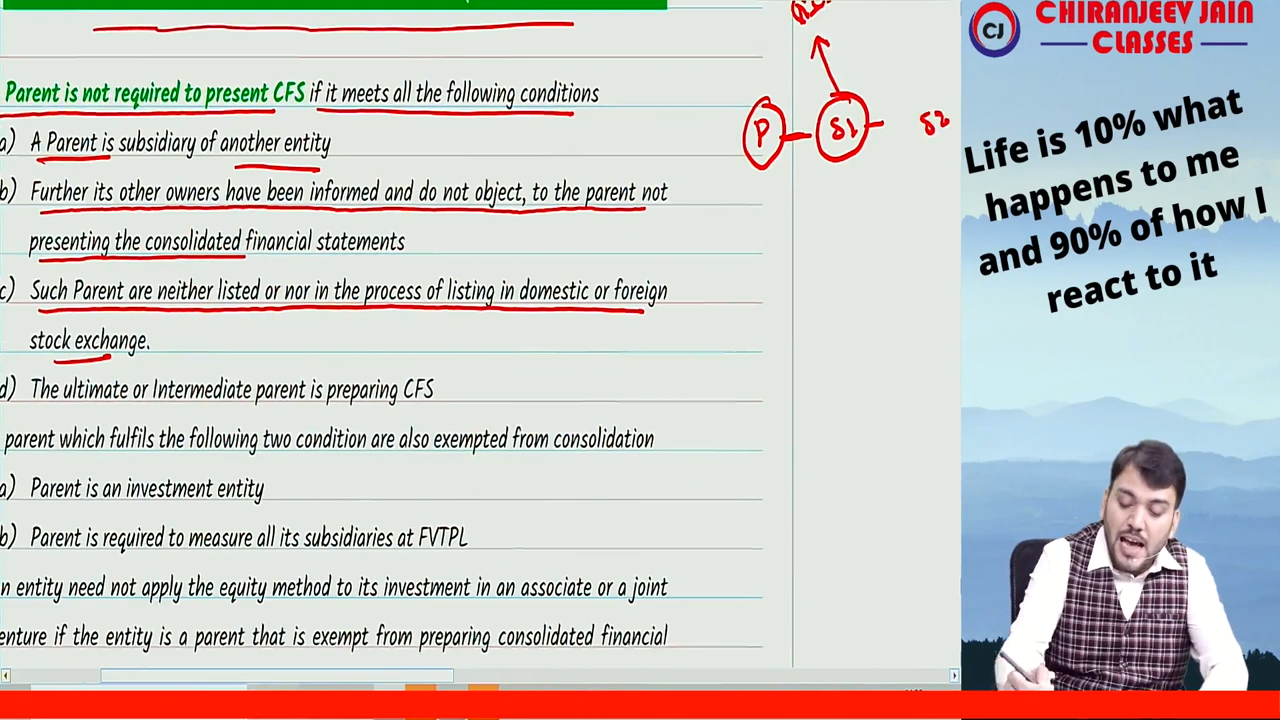 Parent is not required to present CFS if it meets all the following conditions
a) A Parent is subsidiary of another entity
b) Further its other owners have been informed and do not object, to the parent not
presenting the consolidated financial statements
c) Such Parent are neither listed or nor in the process of listing in domestic or foreign
stock exchange.
d) The ultimate or Intermediate parent is preparing CFS
parent which fulfils the following two condition are also exempted from consolidation
a) Parent is an investment entity
b) Parent is required to measure all its subsidiaries at FVTPL
n entity need not apply the equity method to its investment in an associate or a joint
enture if the entity is a parent that is exempt from preparing consolidated financial
P
S1
S2
CJ
CHIRANJEEV JAIN
CLASSES
Life is 10% what
happens to me
and 90% of how I
react to it